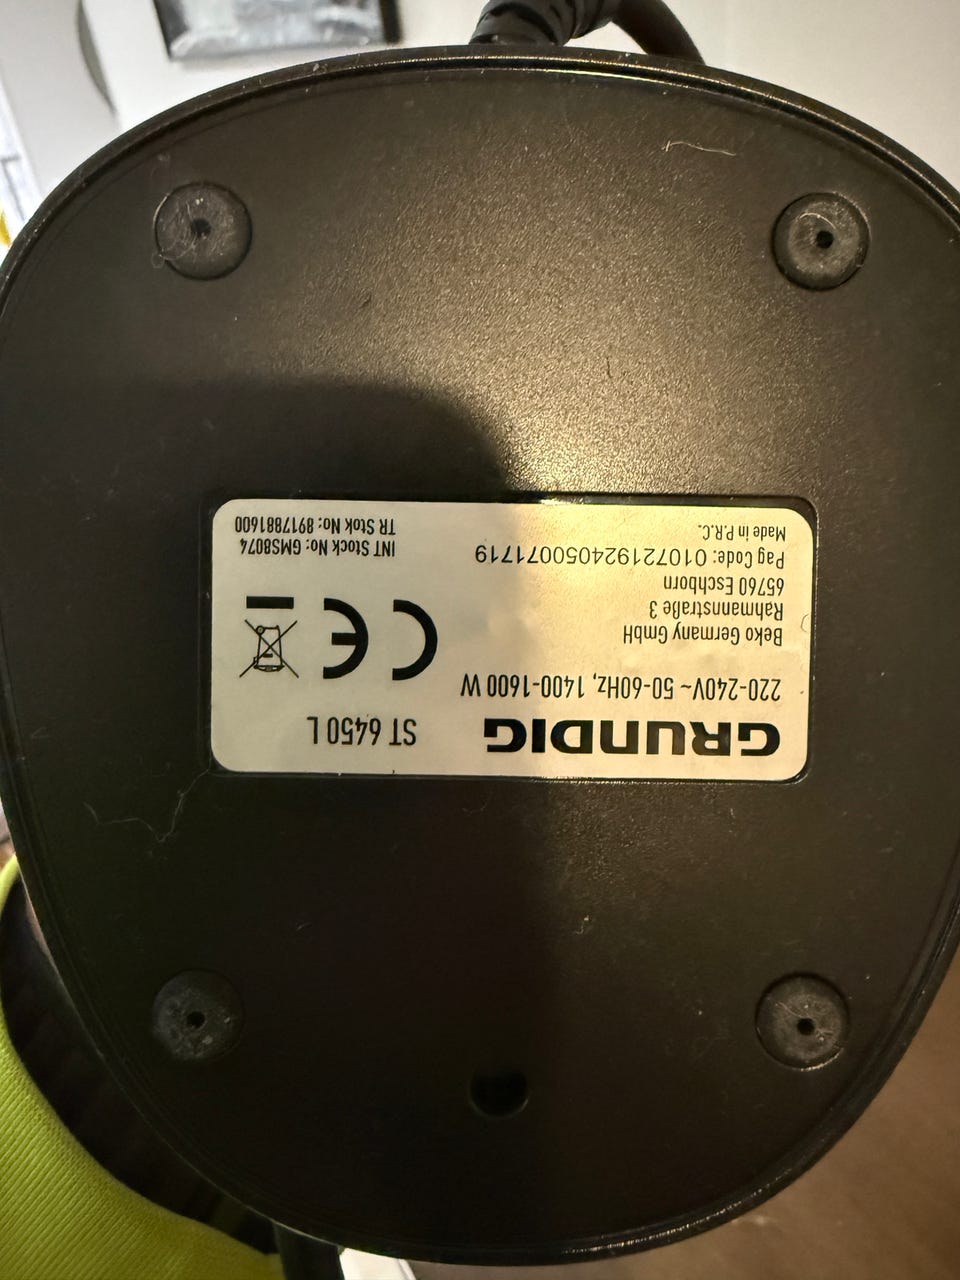 GRUNDIG ST 6450 L
220-240V~ 50-60Hz, 1400-1600 W
Beko Germany GmbH
Rahmannstraße 3
65760 Eschborn
Pag Code: 010721924050071719
Made in P.R.C.
CE
INT Stock No: GMS8074
TR Stok No: 8917881600